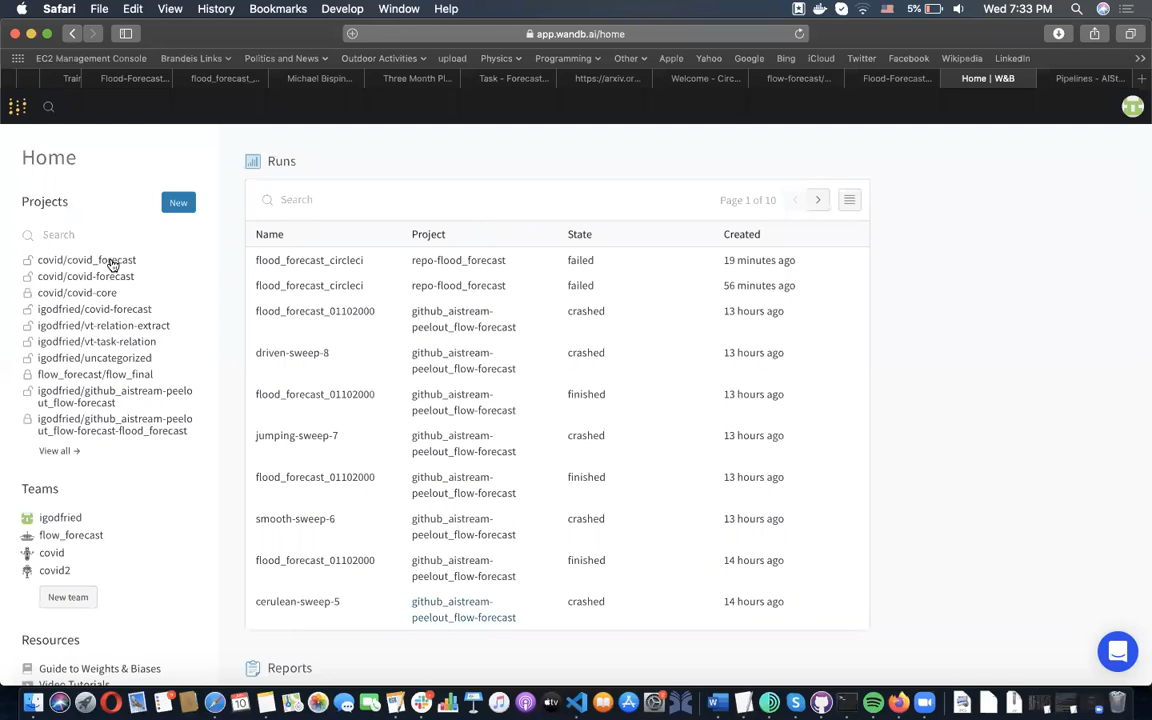 Safari File Edit View History Bookmarks Develop Window Help 5% Wed 7:33 PM
app.wandb.ai/home
EC2 Management Console Brandeis Links Politics and News Outdoor Activities upload Physics Programming Other Apple Yahoo Google Bing iCloud Twitter Facebook Wikipedia LinkedIn
Train Flood-Forecast... flood_forecast_... Michael Bispin... Three Month Pl... Task - Forecast... https://arxiv.or... Welcome - Circ... flow-forecast/... Flood-Forecast... Home | W&B Pipelines - AISt...
Home
Projects
New
Search
covid/covid_forecast
covid/covid-forecast
covid/covid-core
igodfried/covid-forecast
igodfried/vt-relation-extract
igodfried/vt-task-relation
igodfried/uncategorized
flow_forecast/flow_final
igodfried/github_aistream-peelo
ut_flow-forecast
igodfried/github_aistream-peelo
ut_flow-forecast-flood_forecast
View all →
Teams
igodfried
flow_forecast
covid
covid2
New team
Resources
Guide to Weights & Biases
Video Tutorials
Runs
Search
Page 1 of 10
Name Project State Created
flood_forecast_circleci repo-flood_forecast failed 19 minutes ago
flood_forecast_circleci repo-flood_forecast failed 56 minutes ago
flood_forecast_01102000 github_aistream- crashed 13 hours ago
peelout_flow-forecast
driven-sweep-8 github_aistream- crashed 13 hours ago
peelout_flow-forecast
flood_forecast_01102000 github_aistream- finished 13 hours ago
peelout_flow-forecast
jumping-sweep-7 github_aistream- crashed 13 hours ago
peelout_flow-forecast
flood_forecast_01102000 github_aistream- finished 13 hours ago
peelout_flow-forecast
smooth-sweep-6 github_aistream- crashed 13 hours ago
peelout_flow-forecast
flood_forecast_01102000 github_aistream- finished 14 hours ago
peelout_flow-forecast
cerulean-sweep-5 github_aistream- crashed 14 hours ago
peelout_flow-forecast
Reports